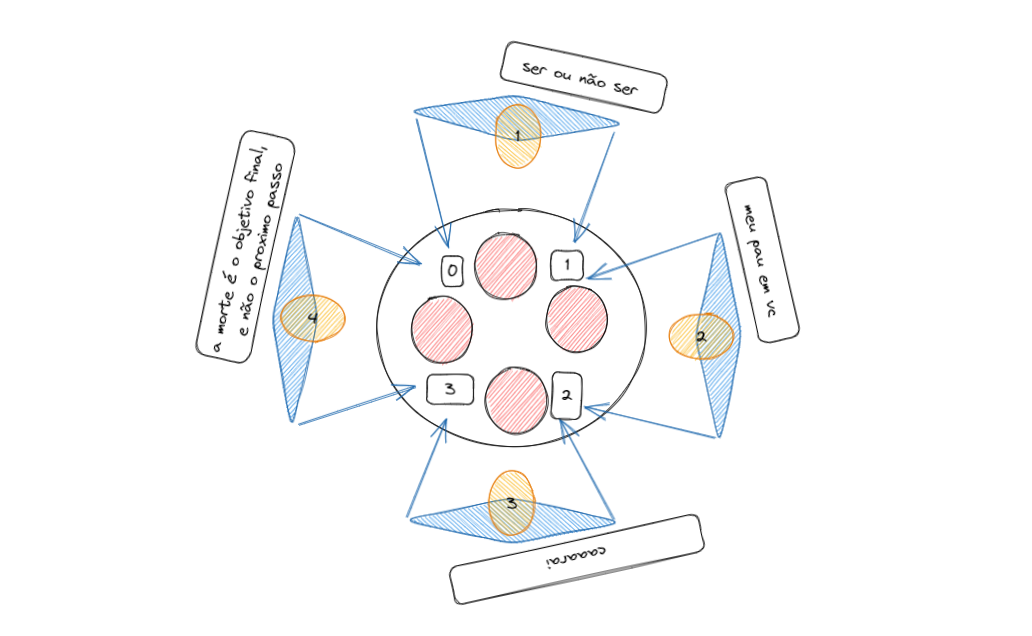 ser ou não ser
1
a morte é o objetivo final,
e não o proximo passo
meu pau em vc
0
1
4
2
3
2
3
caaarai